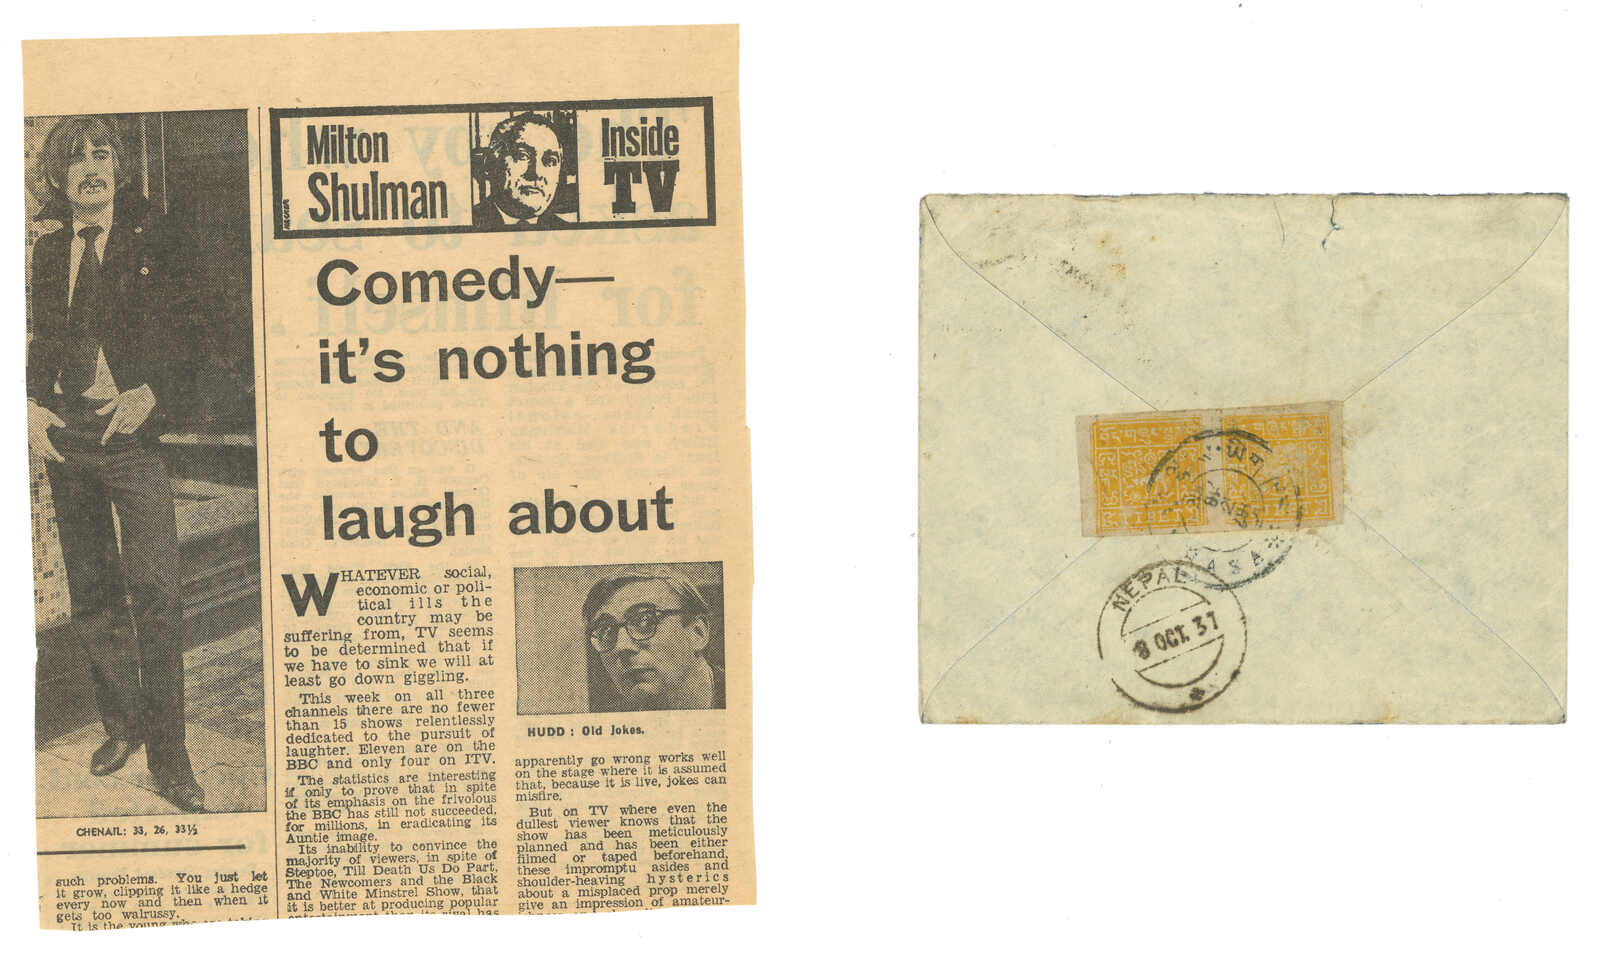 Milton
Shulman
Inside
TV
Comedy—
it's nothing
to
laugh about
WHATEVER social,
economic or poli-
tical ills the
country may be
suffering from, TV seems
to be determined that if
we have to sink we will at
least go down giggling.
This week on all three
channels there are no fewer
than 15 shows relentlessly
dedicated to the pursuit of
laughter. Eleven are on the
BBC and only four on ITV.
The statistics are interesting
if only to prove that in spite
of its emphasis on the frivolous
the BBC has still not succeeded,
for millions, in eradicating its
Auntie image.
Its inability to convince the
majority of viewers, in spite of
Steptoe, Till Death Us Do Part,
The Newcomers and the Black
and White Minstrel Show, that
it is better at producing popular
HUDD: Old Jokes.
apparently go wrong works well
on the stage where it is assumed
that, because it is live, jokes can
misfire.
But on TV where even the
dullest viewer knows that the
show has been meticulously
planned and has been either
filmed or taped beforehand,
these impromptu asides and
shoulder-heaving hysterics
about a misplaced prop merely
give an impression of amateur-
CHENAIL: 33, 26, 33½
such problems. You just let
it grow, clipping it like a hedge
every now and then when it
gets too walrussy.
It is the young
NEPAL
8 OCT. 37